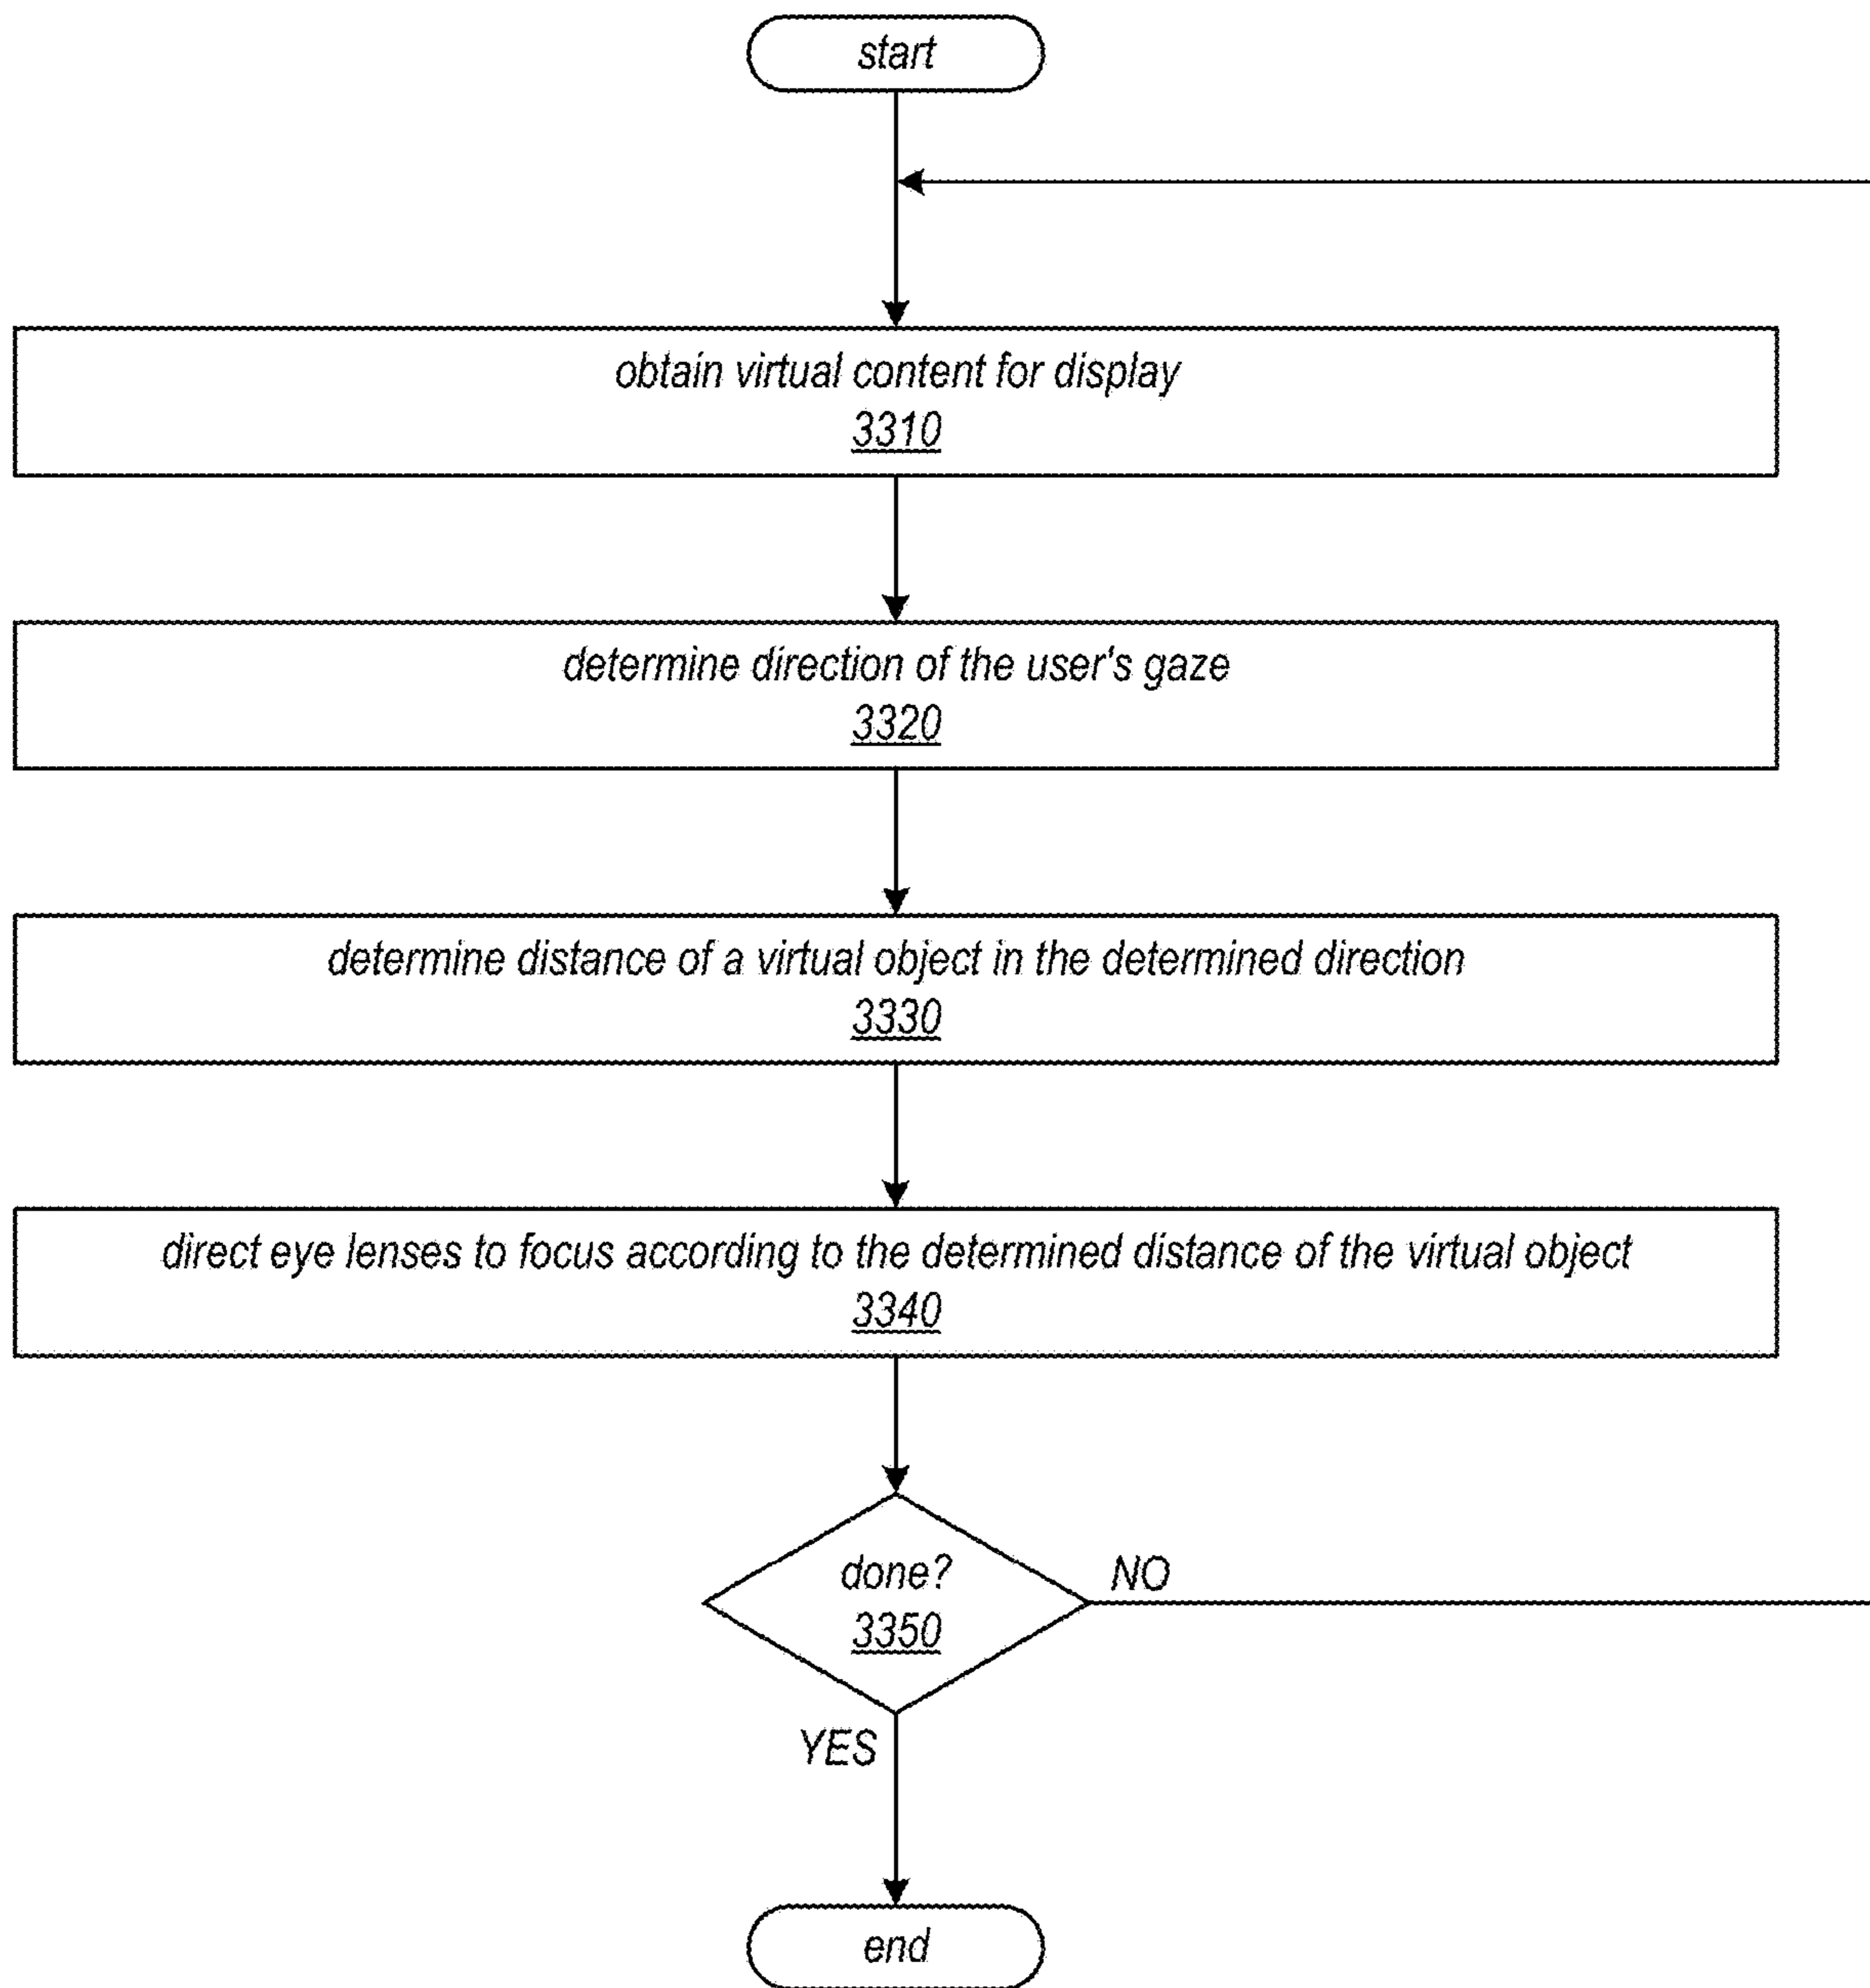 start
obtain virtual content for display
3310
determine direction of the user's gaze
3320
determine distance of a virtual object in the determined direction
3330
direct eye lenses to focus according to the determined distance of the virtual object
3340
done?
3350
NO
YES
end